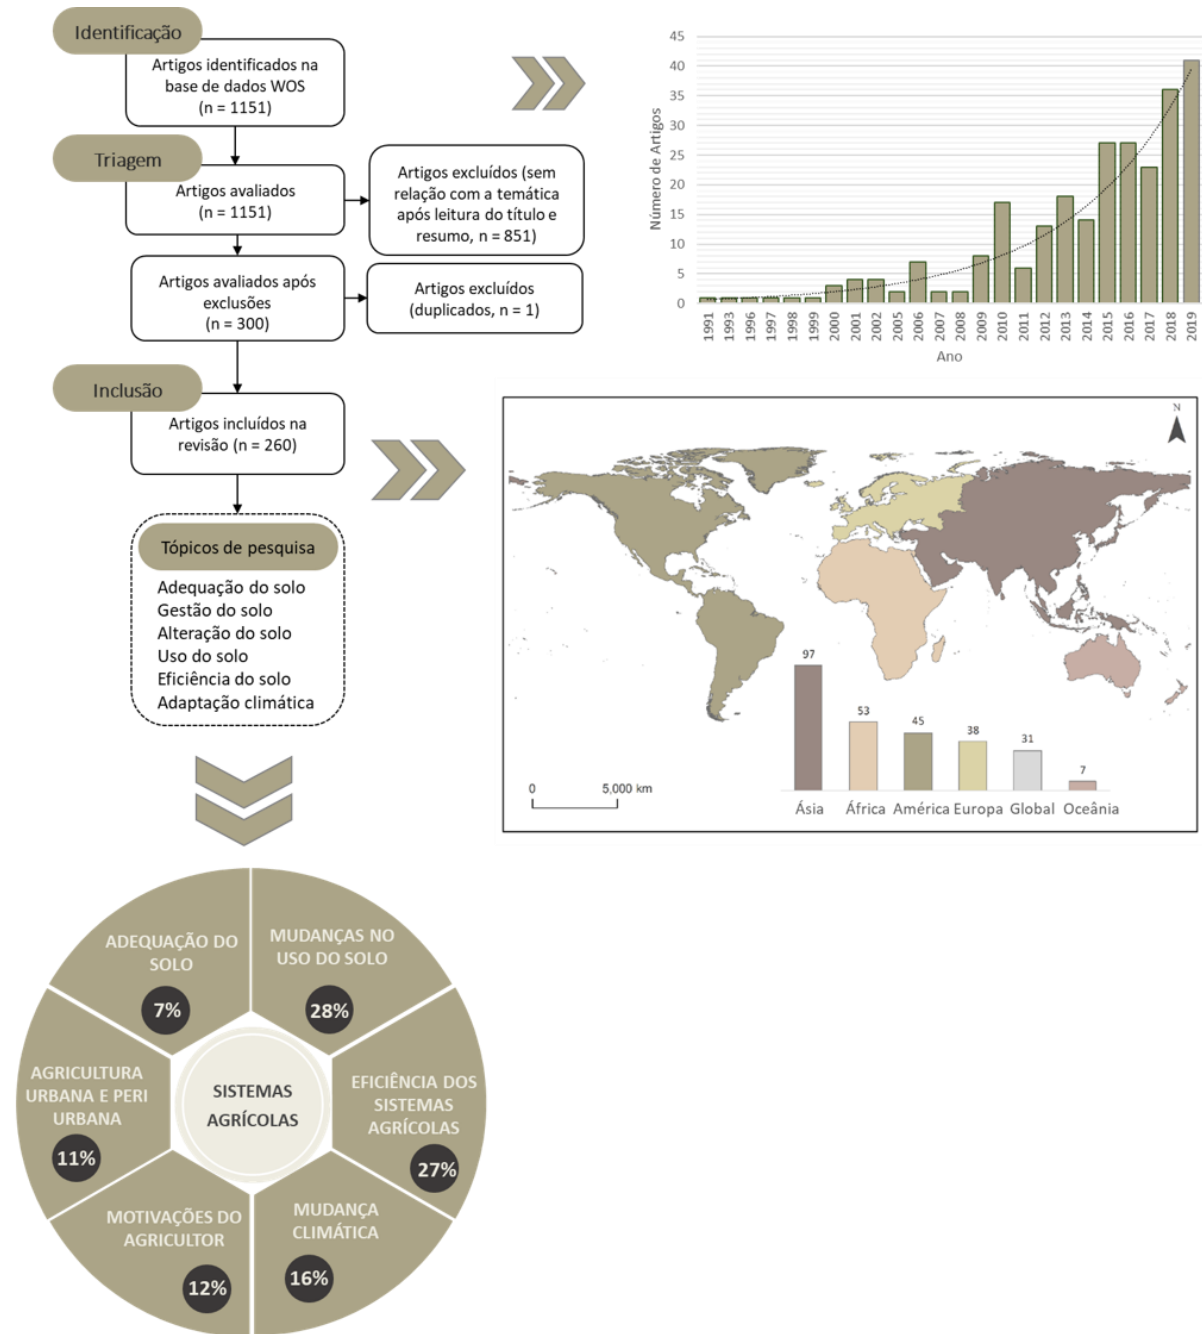 Identificação
Artigos identificados na
base de dados WOS
(n = 1151)
Triagem
Artigos avaliados
(n = 1151)
Artigos excluídos (sem
relação com a temática
após leitura do título e
resumo, n = 851)
Artigos avaliados após
exclusões
(n = 300)
Artigos excluídos
(duplicados, n = 1)
Inclusão
Artigos incluídos na
revisão (n = 260)
Tópicos de pesquisa
Adequação do solo
Gestão do solo
Alteração do solo
Uso do solo
Eficiência do solo
Adaptação climática
Número de Artigos
45
40
35
30
25
20
15
10
5
0
1991 1993 1996 1997 1998 1999 2000 2001 2002 2005 2006 2007 2008 2009 2010 2011 2012 2013 2014 2015 2016 2017 2018 2019
Ano
N
97
53
45
38
31
7
Ásia África América Europa Global Oceânia
0 5,000 km
ADEQUAÇÃO DO
SOLO
7%
MUDANÇAS NO
USO DO SOLO
28%
AGRICULTURA
URBANA E PERI
URBANA
11%
SISTEMAS
AGRÍCOLAS
EFICIÊNCIA DOS
SISTEMAS
AGRÍCOLAS
27%
MOTIVAÇÕES DO
AGRICULTOR
12%
MUDANÇA
CLIMÁTICA
16%